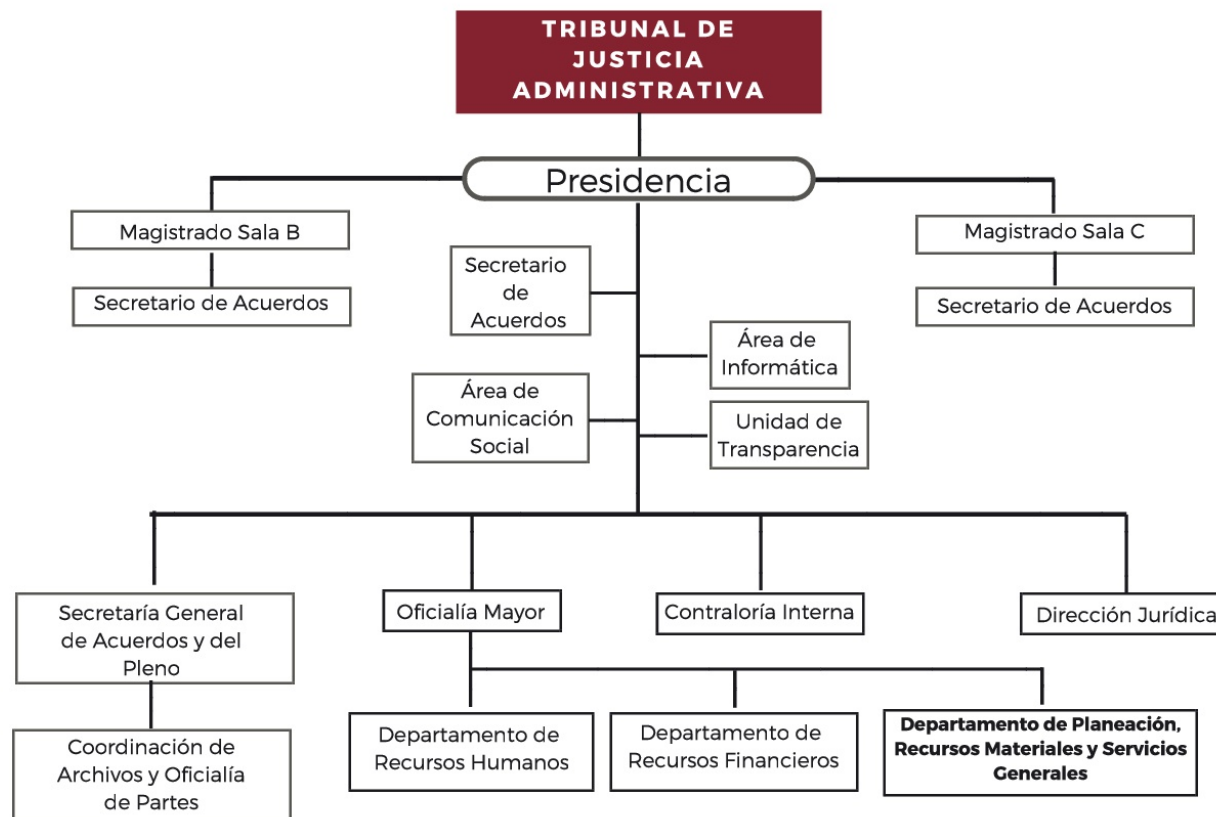 TRIBUNAL DE
JUSTICIA
ADMINISTRATIVA
Presidencia
Magistrado Sala B
Secretario de Acuerdos
Magistrado Sala C
Secretario de Acuerdos
Secretario
de
Acuerdos
Área de
Informática
Área de
Comunicación
Social
Unidad de
Transparencia
Secretaría General
de Acuerdos y del
Pleno
Oficialía Mayor
Contraloría Interna
Dirección Jurídica
Coordinación de
Archivos y Oficialía
de Partes
Departamento de
Recursos Humanos
Departamento de
Recursos Financieros
Departamento de Planeación,
Recursos Materiales y Servicios
Generales